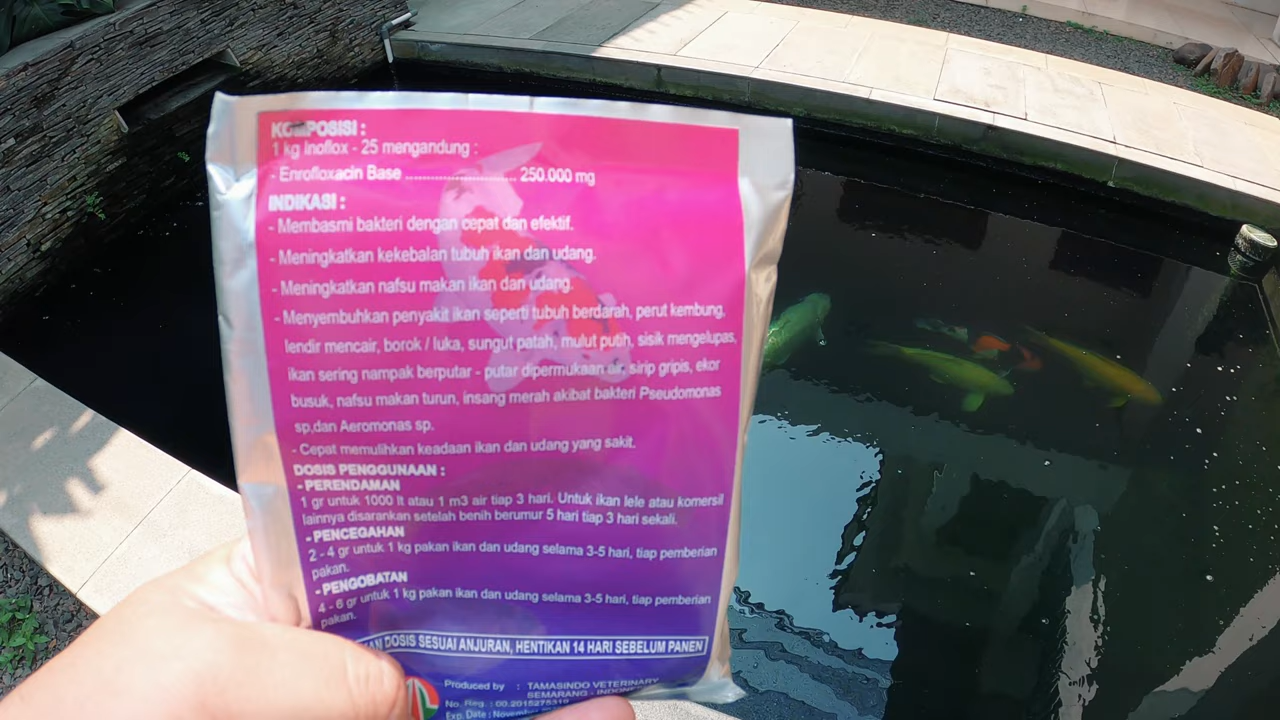 KOMPOSISI :
1 kg Inoflox - 25 mengandung :
- Enrofloxacin Base ............................ 250.000 mg
INDIKASI :
- Membasmi bakteri dengan cepat dan efektif.
- Meningkatkan kekebalan tubuh ikan dan udang.
- Meningkatkan nafsu makan ikan dan udang.
- Menyembuhkan penyakit ikan seperti tubuh berdarah, perut kembung,
lendir mencair, borok / luka, sungut patah, mulut putih, sisik mengelupas,
ikan sering nampak berputar - putar dipermukaan air, sirip gripis, ekor
busuk, nafsu makan turun, insang merah akibat bakteri Pseudomonas
sp,dan Aeromonas sp.
- Cepat memulihkan keadaan ikan dan udang yang sakit.
DOSIS PENGGUNAAN :
- PERENDAMAN
1 gr untuk 1000 lt atau 1 m3 air tiap 3 hari. Untuk ikan lele atau komersil
lainnya disarankan setelah benih berumur 5 hari tiap 3 hari sekali.
- PENCEGAHAN
2 - 4 gr untuk 1 kg pakan ikan dan udang selama 3-5 hari, tiap pemberian
pakan.
- PENGOBATAN
4 - 6 gr untuk 1 kg pakan ikan dan udang selama 3-5 hari, tiap pemberian
pakan.
DOSIS SESUAI ANJURAN, HENTIKAN 14 HARI SEBELUM PANEN
Produced by : TAMASINDO VETERINARY
SEMARANG -
No. Reg. :
Exp. Date :